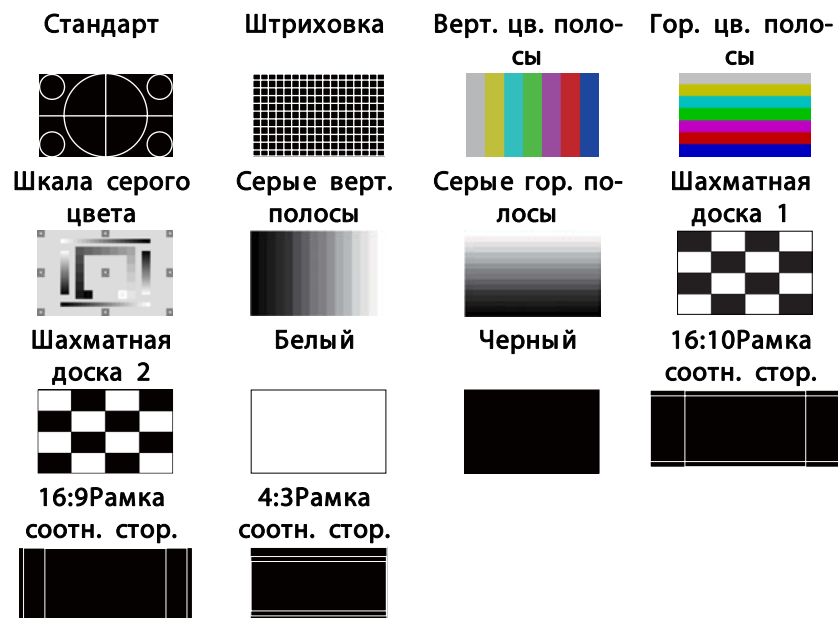 Стандарт
Штриховка
Верт. цв. поло-
сы
Гор. цв. поло-
сы
Шкала серого
цвета
Серые верт.
полосы
Серые гор. по-
лосы
Шахматная
доска 1
Шахматная
доска 2
Белый
Черный
16:10Рамка
соотн. стор.
16:9Рамка
соотн. стор.
4:3Рамка
соотн. стор.